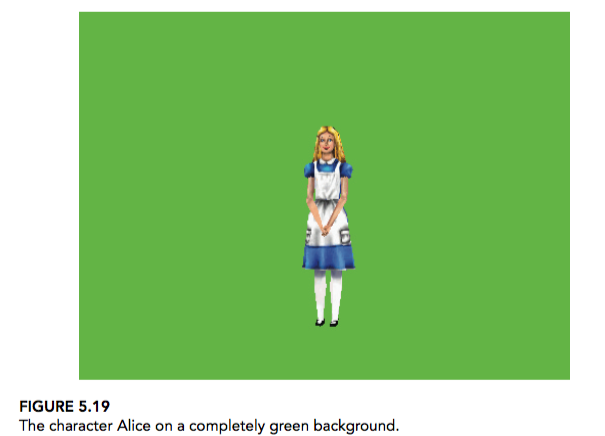 FIGURE 5.19
The character Alice on a completely green background.